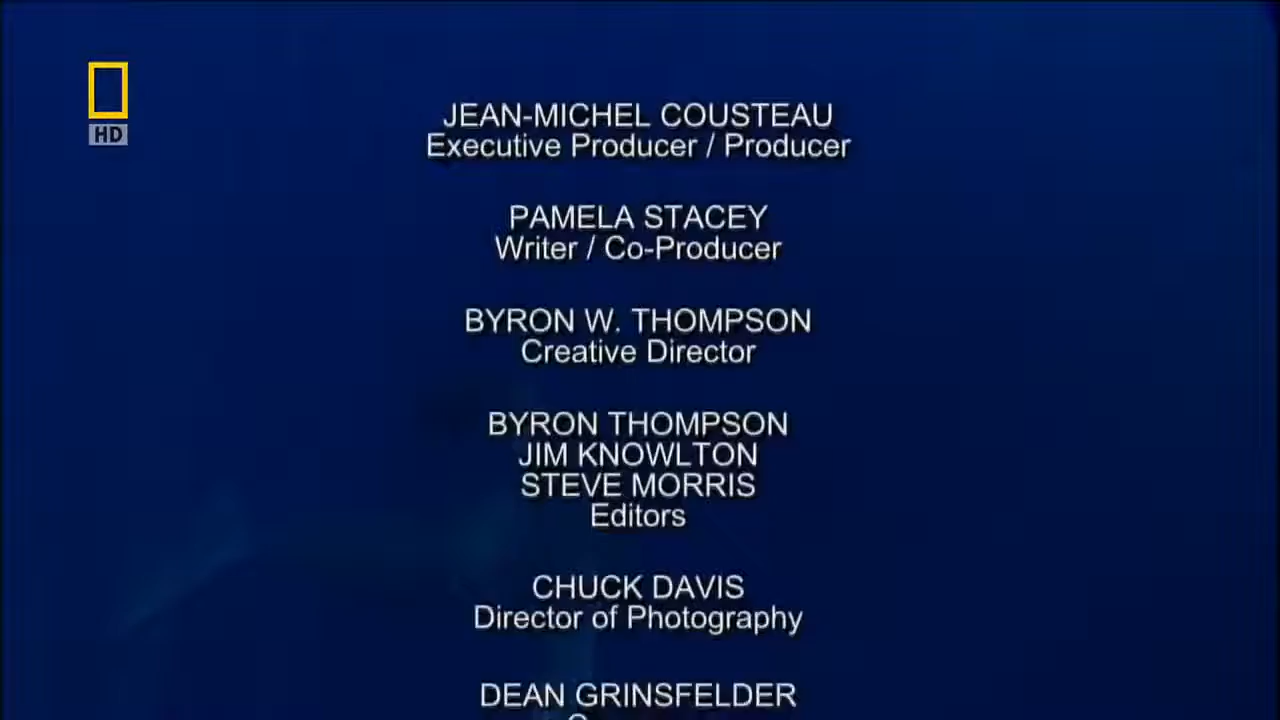 HD
JEAN-MICHEL COUSTEAU
Executive Producer / Producer
PAMELA STACEY
Writer / Co-Producer
BYRON W. THOMPSON
Creative Director
BYRON THOMPSON
JIM KNOWLTON
STEVE MORRIS
Editors
CHUCK DAVIS
Director of Photography
DEAN GRINSFELDER